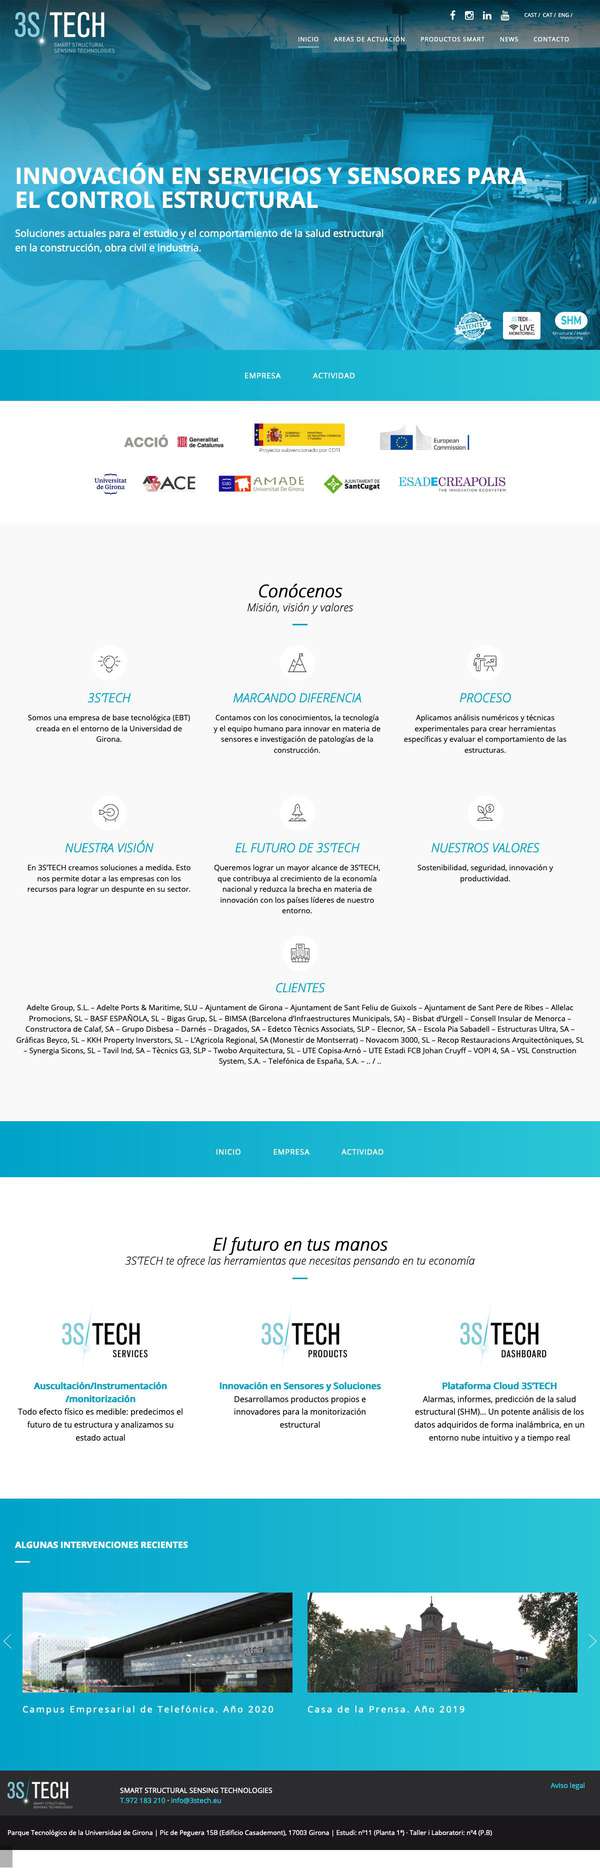 3S/TECH
SMART STRUCTURAL
SENSING TECHNOLOGIES
CAST / CAT / ENG /
INICIO AREAS DE ACTUACIÓN PRODUCTOS SMART NEWS CONTACTO
INNOVACIÓN EN SERVICIOS Y SENSORES PARA
EL CONTROL ESTRUCTURAL
Soluciones actuales para el estudio y el comportamiento de la salud estructural
en la construcción, obra civil e industria.
PATENTED
3S/TECH
LIVE
MONITORING
SHM
Structural Health
Monitoring
EMPRESA ACTIVIDAD
ACCIÓ Generalitat
de Catalunya
Proyecto subvencionado por CDTI
European
Commission
Universitat
de Girona
ACE
AMADE
Universitat De Girona
AJUNTAMENT DE
SantCugat
ESADECREAPOLIS
THE INNOVATION ECOSYSTEM
Conócenos
Misión, visión y valores
3S'TECH
Somos una empresa de base tecnológica (EBT)
creada en el entorno de la Universidad de
Girona.
MARCANDO DIFERENCIA
Contamos con los conocimientos, la tecnología
y el equipo humano para innovar en materia de
sensores e investigación de patologías de la
construcción.
PROCESO
Aplicamos análisis numéricos y técnicas
experimentales para crear herramientas
específicas y evaluar el comportamiento de las
estructuras.
NUESTRA VISIÓN
En 3S'TECH creamos soluciones a medida. Esto
nos permite dotar a las empresas con los
recursos para lograr un despunte en su sector.
EL FUTURO DE 3S'TECH
Queremos lograr un mayor alcance de 3S'TECH,
que contribuya al crecimiento de la economía
nacional y reduzca la brecha en materia de
innovación con los países líderes de nuestro
entorno.
NUESTROS VALORES
Sostenibilidad, seguridad, innovación y
productividad.
CLIENTES
Adelte Group, S.L. – Adelte Ports & Maritime, SLU – Ajuntament de Girona – Ajuntament de Sant Feliu de Guixols – Ajuntament de Sant Pere de Ribes – Allelac
Promocions, SL – BASF ESPAÑOLA, SL – Bigas Grup, SL – BIMSA (Barcelona d'Infraestructures Municipals, SA) – Bisbat d'Urgell – Consell Insular de Menorca –
Constructora de Calaf, SA – Grupo Disbesa – Darnés – Dragados, SA – Edetco Tècnics Associats, SLP – Elecnor, SA – Escola Pia Sabadell – Estructuras Ultra, SA –
Gráficas Beyco, SL – KKH Property Inverstors, SL – L'Agrícola Regional, SA (Monestir de Montserrat) – Novacom 3000, SL – Recop Restauracions Arquitectòniques, SL
– Synergia Sicons, SL – Tavil Ind, SA – Tècnics G3, SLP – Twobo Arquitectura, SL – UTE Copisa-Arnó – UTE Estadi FCB Johan Cruyff – VOPI 4, SA – VSL Construction
System, S.A. – Telefónica de España, S.A. – .. / ..
INICIO EMPRESA ACTIVIDAD
El futuro en tus manos
3S'TECH te ofrece las herramientas que necesitas pensando en tu economía
3S/TECH
SERVICES
Auscultación/Instrumentación
/monitorización
Todo efecto físico es medible: predecimos el
futuro de tu estructura y analizamos su
estado actual
3S/TECH
PRODUCTS
Innovación en Sensores y Soluciones
Desarrollamos productos propios e
innovadores para la monitorización
estructural
3S/TECH
DASHBOARD
Plataforma Cloud 3S'TECH
Alarmas, informes, predicción de la salud
estructural (SHM)... Un potente análisis de los
datos adquiridos de forma inalámbrica, en un
entorno nube intuitivo y a tiempo real
ALGUNAS INTERVENCIONES RECIENTES
Campus Empresarial de Telefónica. Año 2020
Casa de la Prensa. Año 2019
3S/TECH
SMART STRUCTURAL
SENSING TECHNOLOGIES
SMART STRUCTURAL SENSING TECHNOLOGIES
T.972 183 210 - info@3stech.eu
Aviso legal
Parque Tecnológico de la Universidad de Girona | Pic de Peguera 15B (Edificio Casademont), 17003 Girona | Estudi: nº11 (Planta 1ª) · Taller i Laboratori: nº4 (P.B)